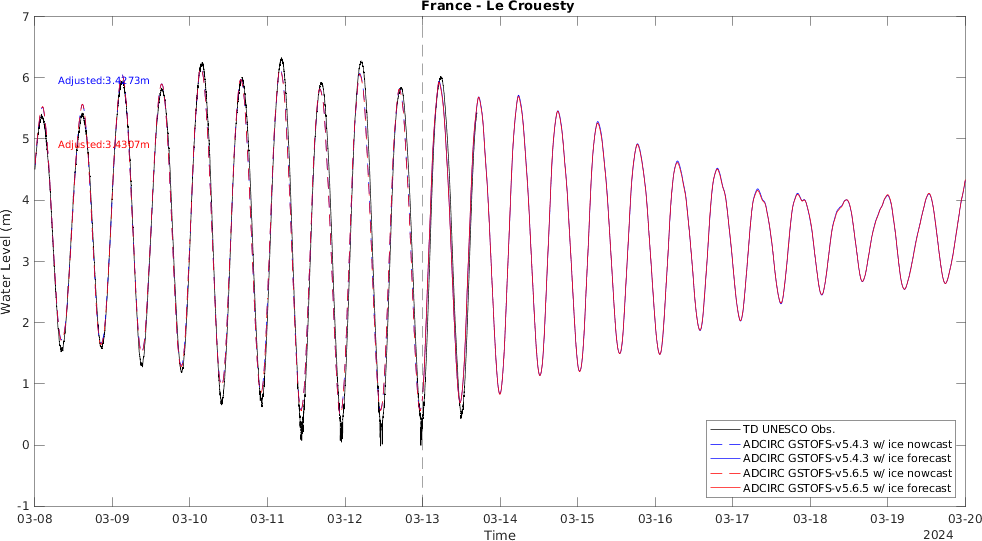 France - Le Crouesty
7
6
5
4
3
2
1
0
-1
Water Level (m)
Adjusted:3.4273m
Adjusted:3.4307m
TD UNESCO Obs.
ADCIRC GSTOFS-v5.4.3 w/ ice nowcast
ADCIRC GSTOFS-v5.4.3 w/ ice forecast
ADCIRC GSTOFS-v5.6.5 w/ ice nowcast
ADCIRC GSTOFS-v5.6.5 w/ ice forecast
03-08 03-09 03-10 03-11 03-12 03-13 03-14 03-15 03-16 03-17 03-18 03-19 03-20
Time
2024